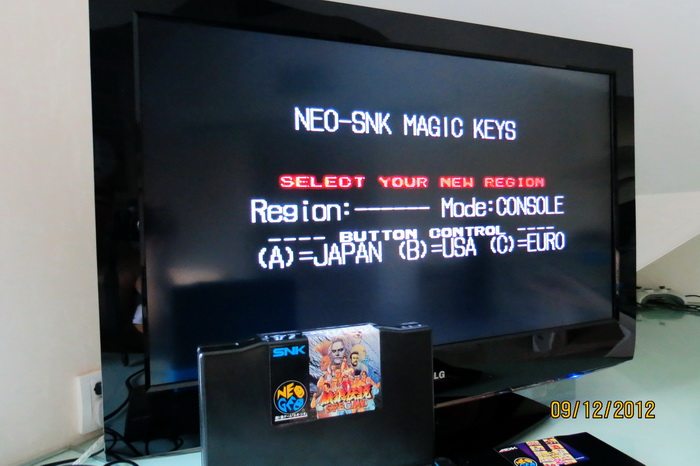 NEO-SNK MAGIC KEYS
SELECT YOUR NEW REGION
Region:------ Mode:CONSOLE
---- BUTTON CONTROL ----
(A)=JAPAN (B)=USA (C)=EURO
SNK
NEO
GEO
LG
09/12/2012